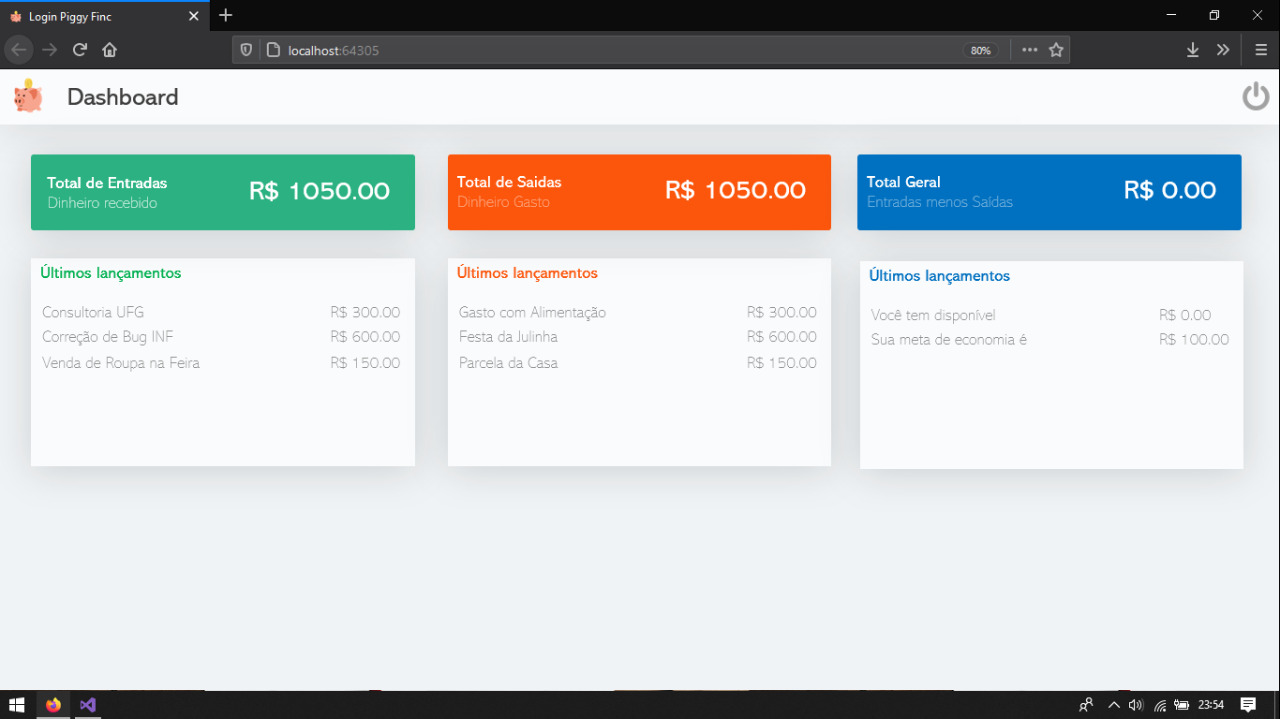 Login Piggy Finc
localhost:64305
80%
Dashboard
Total de Entradas
Dinheiro recebido
R$ 1050.00
Total de Saidas
Dinheiro Gasto
R$ 1050.00
Total Geral
Entradas menos Saídas
R$ 0.00
Últimos lançamentos
Consultoria UFG R$ 300.00
Correção de Bug INF R$ 600.00
Venda de Roupa na Feira R$ 150.00
Últimos lançamentos
Gasto com Alimentação R$ 300.00
Festa da Julinha R$ 600.00
Parcela da Casa R$ 150.00
Últimos lançamentos
Você tem disponível R$ 0.00
Sua meta de economia é R$ 100.00
23:54